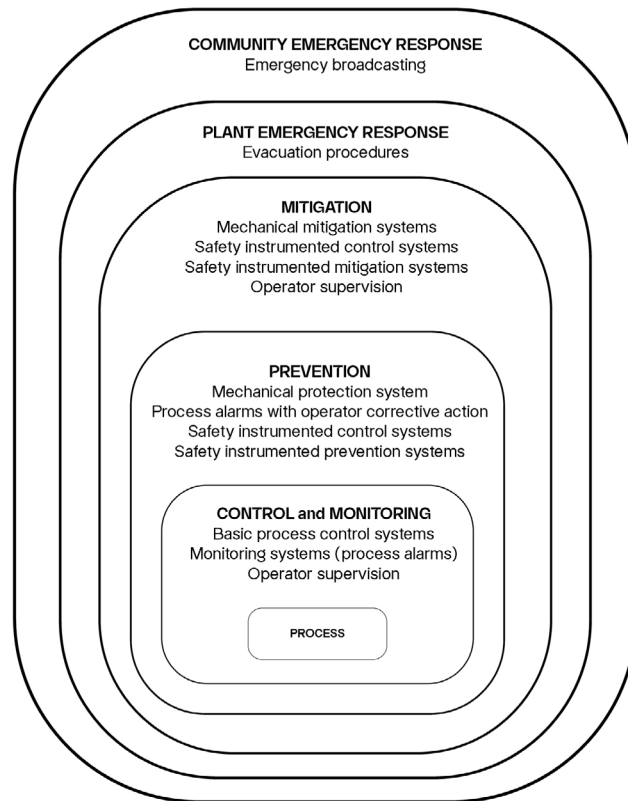 COMMUNITY EMERGENCY RESPONSE
Emergency broadcasting
PLANT EMERGENCY RESPONSE
Evacuation procedures
MITIGATION
Mechanical mitigation systems
Safety instrumented control systems
Safety instrumented mitigation systems
Operator supervision
PREVENTION
Mechanical protection system
Process alarms with operator corrective action
Safety instrumented control systems
Safety instrumented prevention systems
CONTROL and MONITORING
Basic process control systems
Monitoring systems (process alarms)
Operator supervision
PROCESS